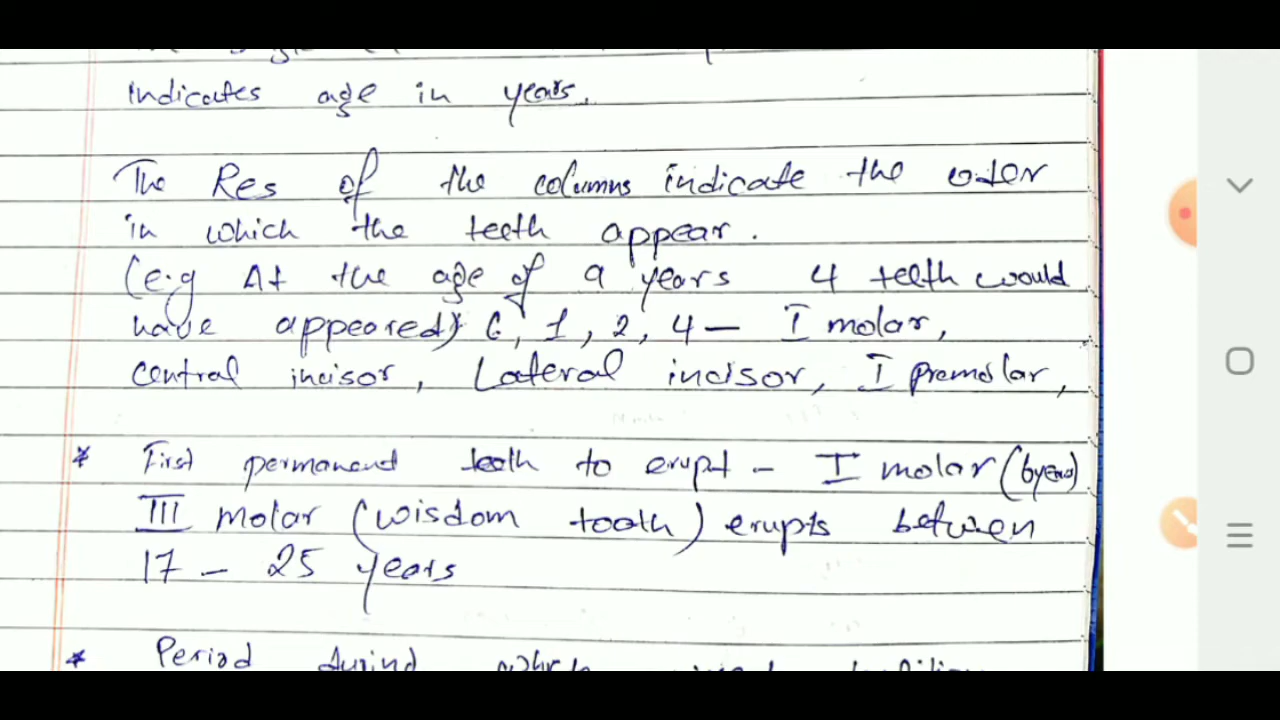 indicates age in years.
The Res of the columns indicate the order
in which the teeth appear.
(e.g At the age of 9 years 4 teeth would
have appeared) 6, 1, 2, 4 – I molar,
central incisor, Lateral incisor, I premolar,
* First permanent teeth to erupt – I molar (6years)
III molar (wisdom tooth) erupts between
17 – 25 years
* Period